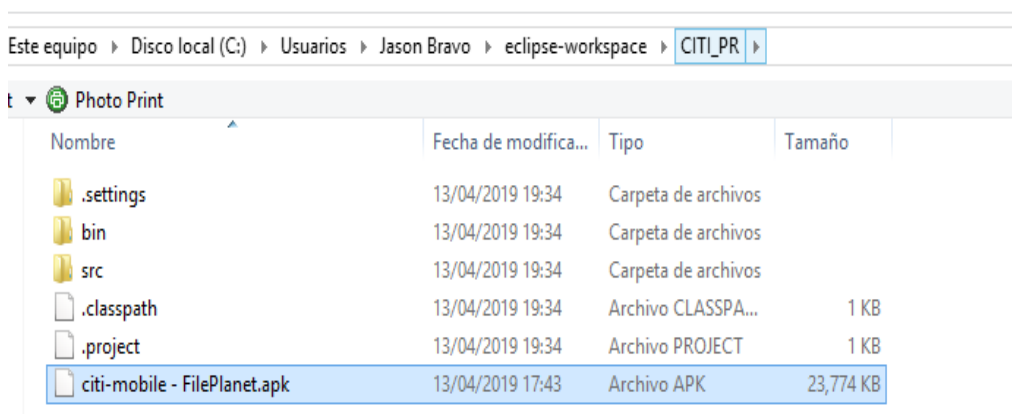 Este equipo ▸ Disco local (C:) ▸ Usuarios ▸ Jason Bravo ▸ eclipse-workspace ▸ CITI_PR ▸
t ▾ Photo Print
Nombre Fecha de modifica... Tipo Tamaño
.settings 13/04/2019 19:34 Carpeta de archivos
bin 13/04/2019 19:34 Carpeta de archivos
src 13/04/2019 19:34 Carpeta de archivos
.classpath 13/04/2019 19:34 Archivo CLASSPA... 1 KB
.project 13/04/2019 19:34 Archivo PROJECT 1 KB
citi-mobile - FilePlanet.apk 13/04/2019 17:43 Archivo APK 23,774 KB